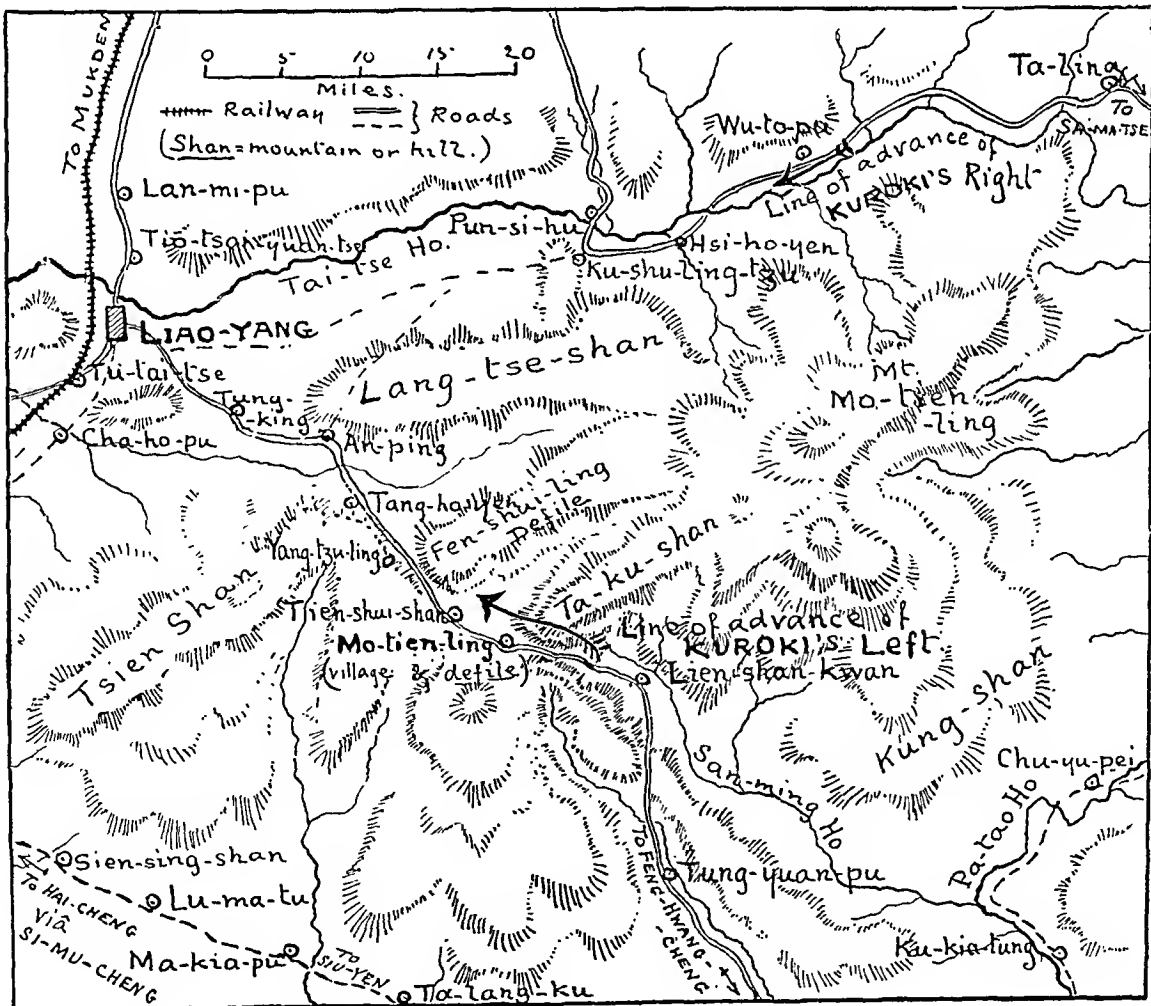 0 5 10 15 20
Miles.
Railway Roads
(Shan=mountain or hill.)
To MUKDEN
Ta-ling
To
SA-MA-TSE
Wu-to-pu
Line of advance of
KUROKI'S Right
Lan-mi-pu
Pun-si-hu
Tio-tsai-yuan-tse
Tai-tse Ho.
Hsi-ho-yen
Ku-shu-ling-tzu
LIAO-YANG
Lang-tse-shan
Mt.
Mo-tien
-ling
Yu-tai-tse
Tung-
king
Cha-ho-pu
An-ping
Tang-ho-yen
Fen-shui-ling
Defile
Yang-tzu-ling
Ta-ku-shan
Tsien Shan
Tien-shui-shan
Line of advance of
KUROKI'S Left.
Mo-tien-ling
(village & defile)
Lien-shan-kwan
Kung-shan
San-ming Ho
Chu-yu-pei
Pa-tao Ho
Sien-sing-shan
To HAI-CHENG
Viâ
SI-MU-CHENG
Lu-ma-tu
To FENG-HWANG
-CHENG.
Tung-yuan-pu
Ma-kia-pu
To
SIU-YEN
Ku-kia-tung
Ta-lang-ku